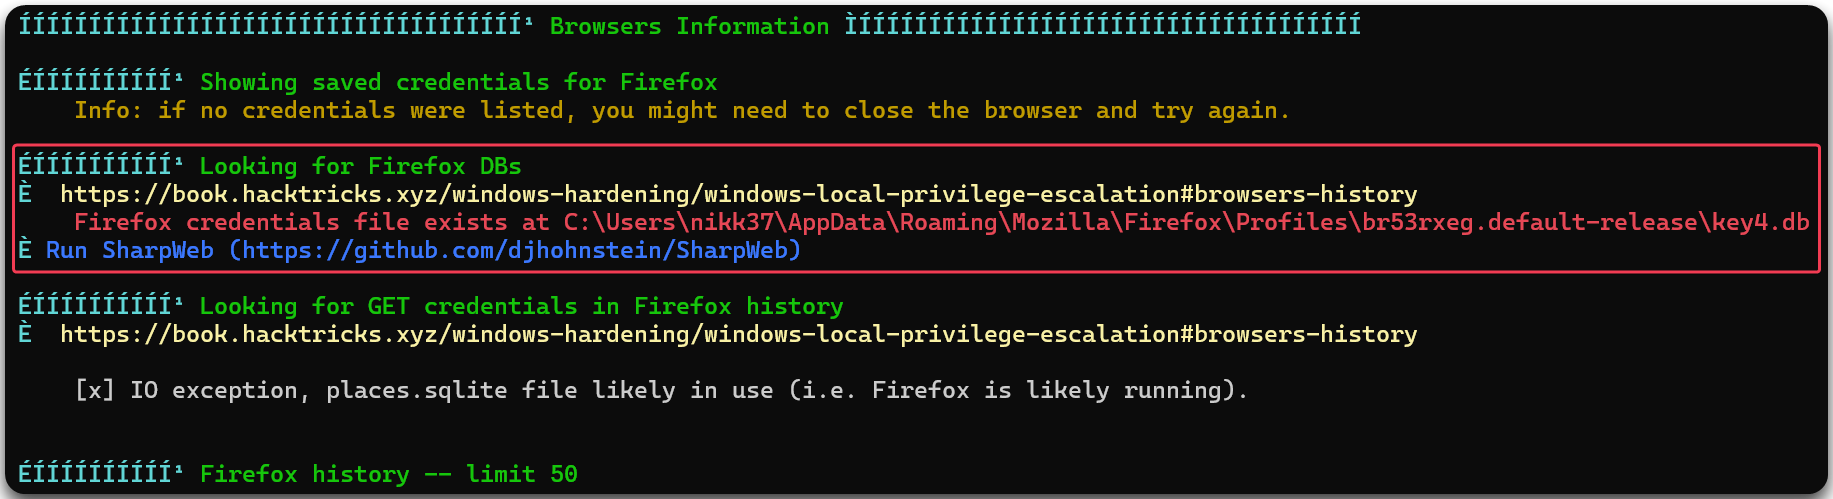 ÍÍÍÍÍÍÍÍÍÍÍÍÍÍÍÍÍÍÍÍÍÍÍÍÍÍÍÍÍÍÍÍÍÍÍÍ¹ Browsers Information ÌÍÍÍÍÍÍÍÍÍÍÍÍÍÍÍÍÍÍÍÍÍÍÍÍÍÍÍÍÍÍÍÍÍÍÍÍ
ÉÍÍÍÍÍÍÍÍÍÍ¹ Showing saved credentials for Firefox
Info: if no credentials were listed, you might need to close the browser and try again.
ÉÍÍÍÍÍÍÍÍÍÍ¹ Looking for Firefox DBs
È  https://book.hacktricks.xyz/windows-hardening/windows-local-privilege-escalation#browsers-history
Firefox credentials file exists at C:\Users\nikk37\AppData\Roaming\Mozilla\Firefox\Profiles\br53rxeg.default-release\key4.db
È Run SharpWeb (https://github.com/djhohnstein/SharpWeb)
ÉÍÍÍÍÍÍÍÍÍÍ¹ Looking for GET credentials in Firefox history
È  https://book.hacktricks.xyz/windows-hardening/windows-local-privilege-escalation#browsers-history
[x] IO exception, places.sqlite file likely in use (i.e. Firefox is likely running).
ÉÍÍÍÍÍÍÍÍÍÍ¹ Firefox history -- limit 50